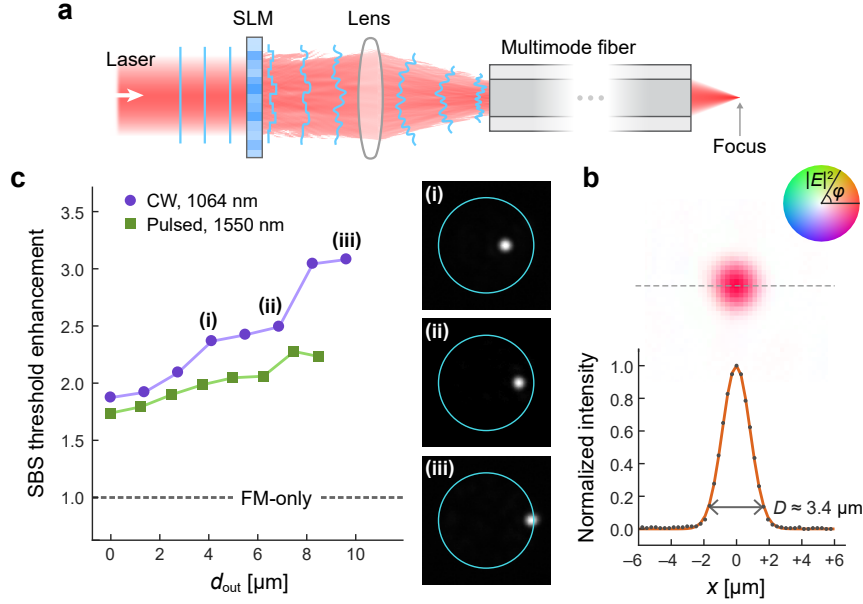 a
SLM
Lens
Laser
Multimode fiber
Focus
c
CW, 1064 nm
Pulsed, 1550 nm
SBS threshold enhancement
3.5
3.0
2.5
2.0
1.5
1.0
(i)
(ii)
(iii)
FM-only
0
2
4
6
8
10
d_out [µm]
(i)
(ii)
(iii)
b
|E|²
φ
Normalized intensity
1.0
0.8
0.6
0.4
0.2
0.0
D ≈ 3.4 µm
−6
−4
−2
0
+2
+4
+6
x [µm]